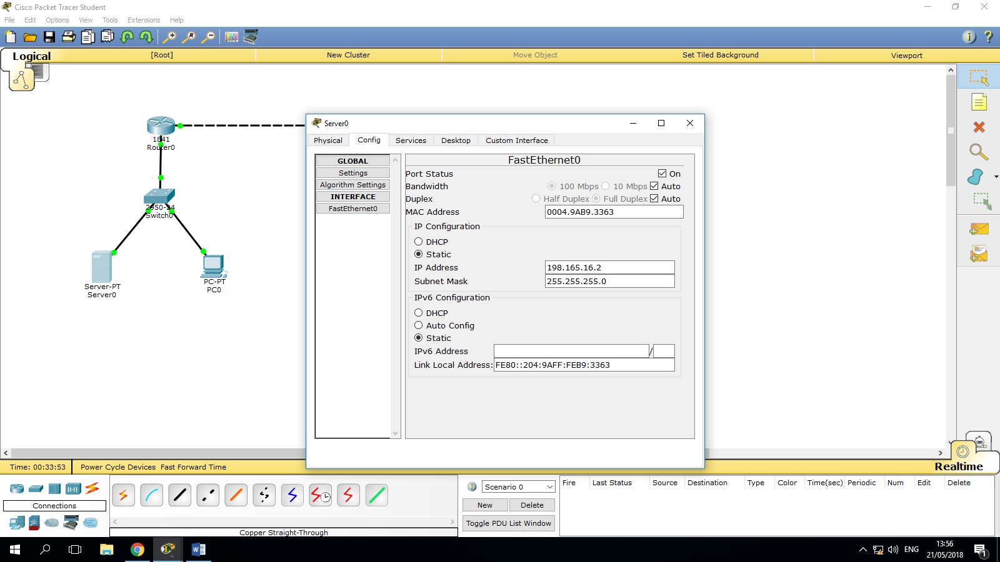 Cisco Packet Tracer Student
File Edit Options View Tools Extensions Help
Logical [Root] New Cluster Move Object Set Tiled Background Viewport
1841
Router0
2950-24
Switch0
Server-PT
Server0
PC-PT
PC0
Server0
Physical Config Services Desktop Custom Interface
GLOBAL
Settings
Algorithm Settings
INTERFACE
FastEthernet0
FastEthernet0
Port Status On
Bandwidth 100 Mbps 10 Mbps Auto
Duplex Half Duplex Full Duplex Auto
MAC Address 0004.9AB9.3363
IP Configuration
DHCP
Static
IP Address 198.165.16.2
Subnet Mask 255.255.255.0
IPv6 Configuration
DHCP
Auto Config
Static
IPv6 Address /
Link Local Address: FE80::204:9AFF:FEB9:3363
Time: 00:33:53 Power Cycle Devices Fast Forward Time
Realtime
Connections
Copper Straight-Through
Scenario 0
New Delete
Toggle PDU List Window
Fire Last Status Source Destination Type Color Time(sec) Periodic Num Edit Delete
ENG
13:56
21/05/2018
1